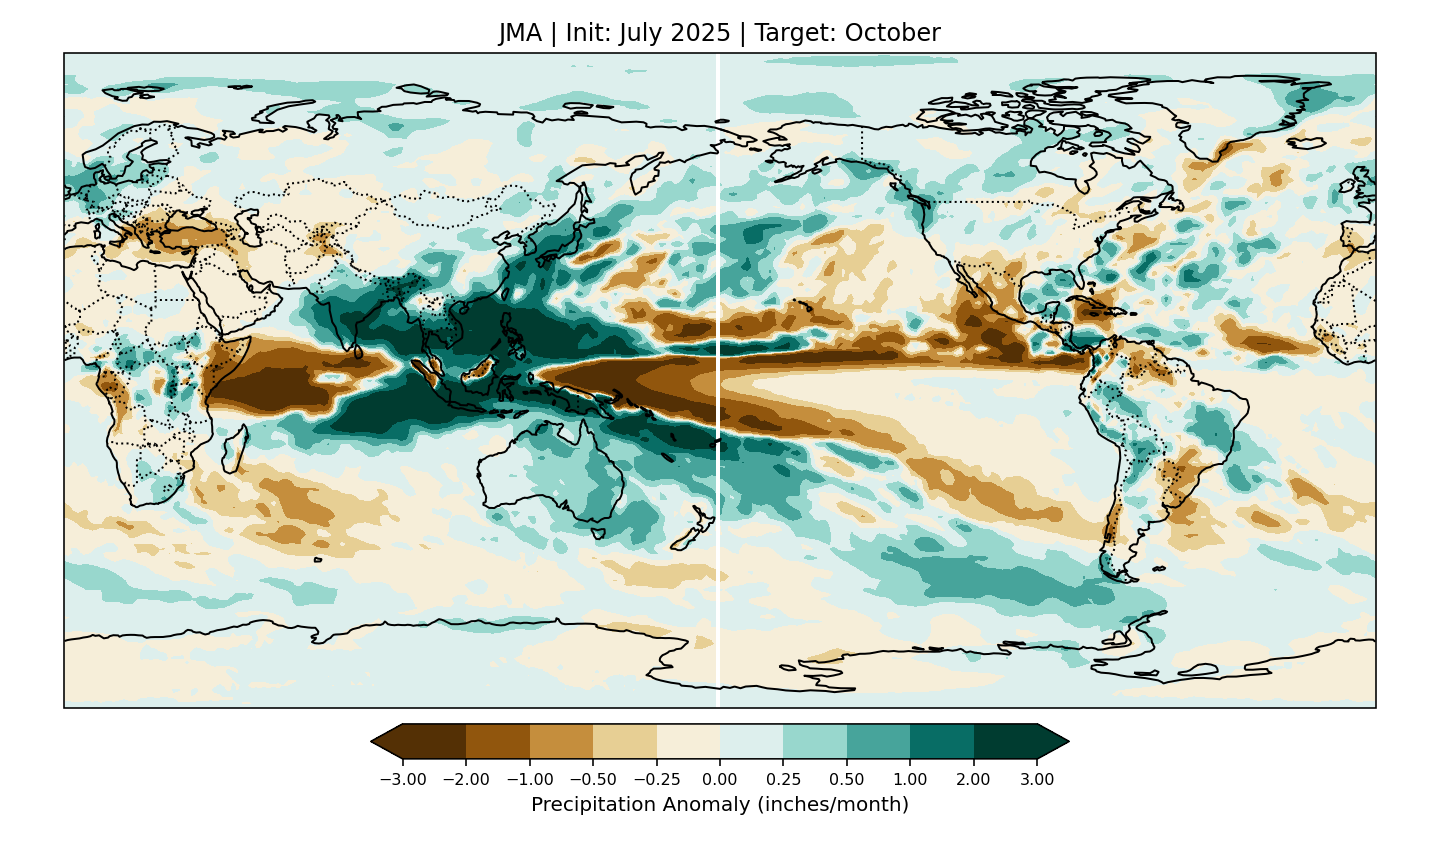 JMA | Init: July 2025 | Target: October
−3.00 −2.00 −1.00 −0.50 −0.25 0.00 0.25 0.50 1.00 2.00 3.00
Precipitation Anomaly (inches/month)